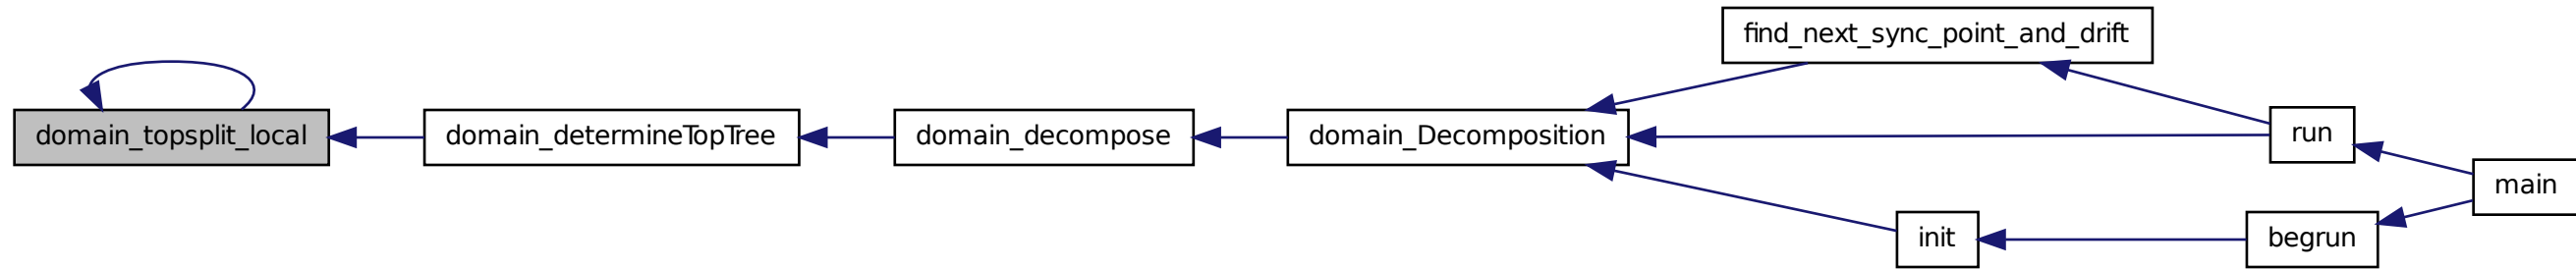 find_next_sync_point_and_drift
domain_topsplit_local
domain_determineTopTree
domain_decompose
domain_Decomposition
run
main
init
begrun